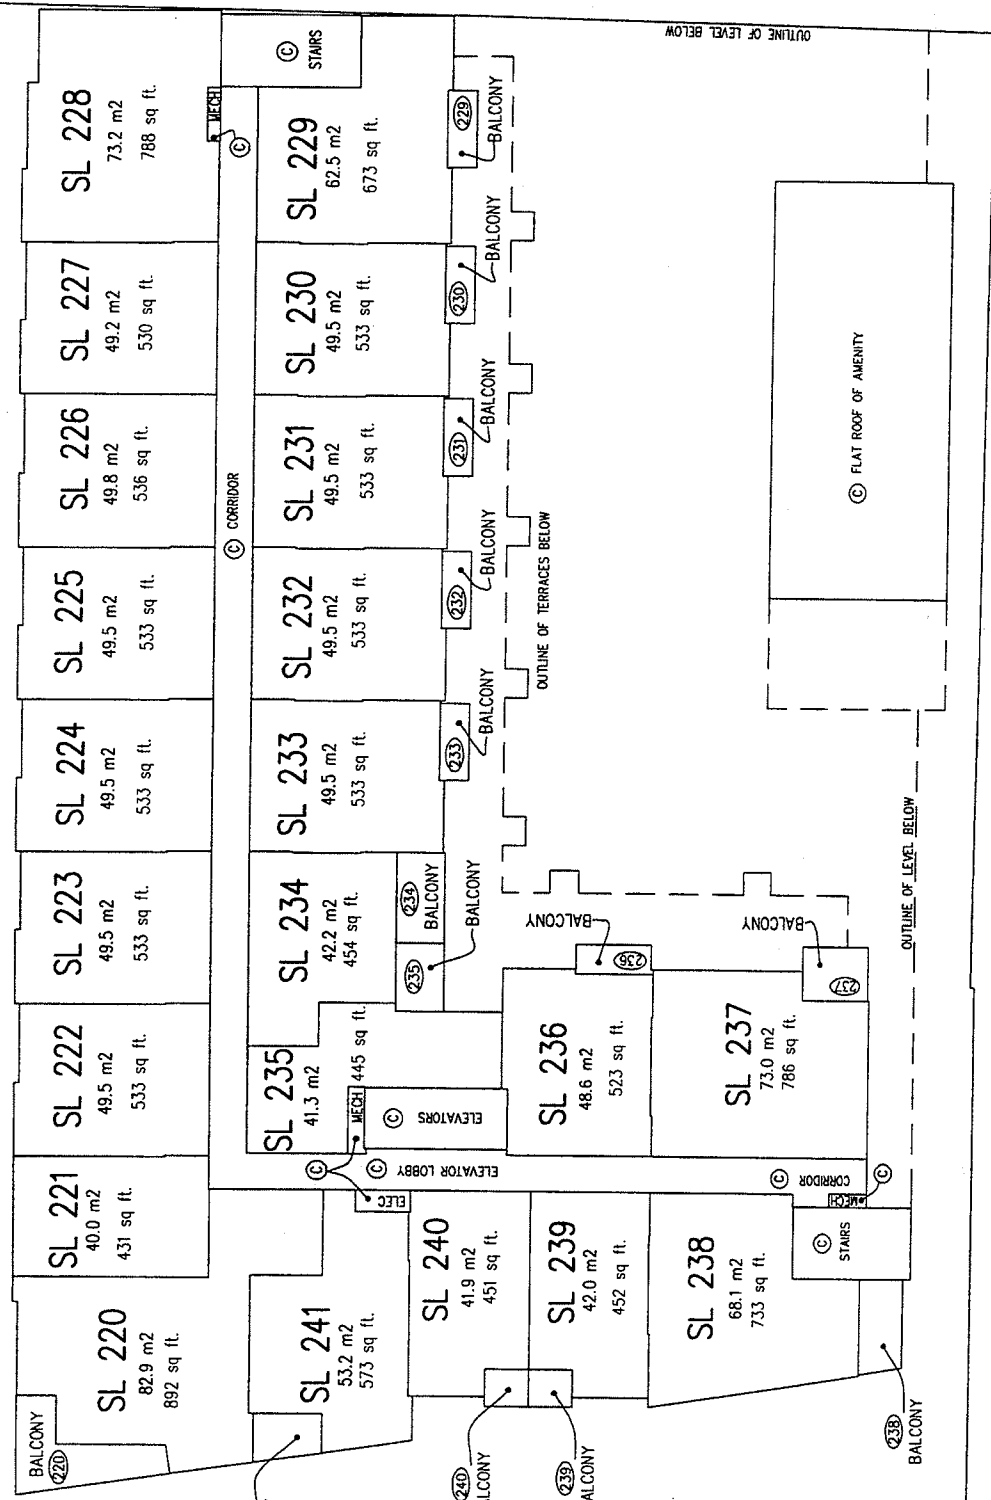 OUTLINE OF LEVEL BELOW
Ⓒ
STAIRS
SL 228
73.2 m2
788 sq ft.
MECH
Ⓒ
SL 229
62.5 m2
673 sq ft.
229
BALCONY
SL 227
49.2 m2
530 sq ft.
SL 230
49.5 m2
533 sq ft.
230
BALCONY
SL 226
49.8 m2
536 sq ft.
Ⓒ CORRIDOR
SL 231
49.5 m2
533 sq ft.
231
BALCONY
Ⓒ FLAT ROOF OF AMENITY
SL 225
49.5 m2
533 sq ft.
SL 232
49.5 m2
533 sq ft.
232
BALCONY
OUTLINE OF TERRACES BELOW
SL 224
49.5 m2
533 sq ft.
SL 233
49.5 m2
533 sq ft.
233
BALCONY
SL 223
49.5 m2
533 sq ft.
SL 234
42.2 m2
454 sq ft.
234
BALCONY
235
BALCONY
BALCONY
236
BALCONY
237
OUTLINE OF LEVEL BELOW
SL 222
49.5 m2
533 sq ft.
SL 235
41.3 m2
445 sq ft.
MECH
Ⓒ
ELEVATORS
SL 236
48.6 m2
523 sq ft.
SL 237
73.0 m2
786 sq ft.
SL 221
40.0 m2
431 sq ft.
Ⓒ
Ⓒ
ELEVATOR LOBBY
ELEC
Ⓒ
CORRIDOR
MECH
Ⓒ
Ⓒ
STAIRS
SL 220
82.9 m2
892 sq ft.
BALCONY
220
SL 241
53.2 m2
573 sq ft.
SL 240
41.9 m2
451 sq ft.
SL 239
42.0 m2
452 sq ft.
SL 238
68.1 m2
733 sq ft.
240
ALCONY
239
ALCONY
238
BALCONY